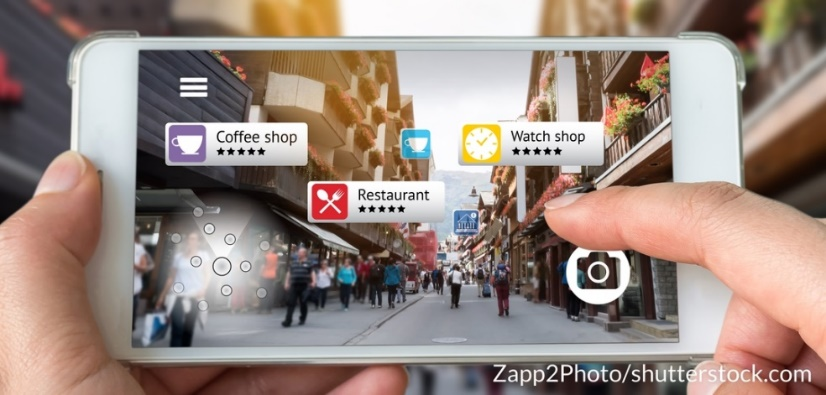 Coffee shop
★★★★★
Watch shop
★★★★★
Restaurant
★★★★★
Zapp2Photo/shutterstock.com